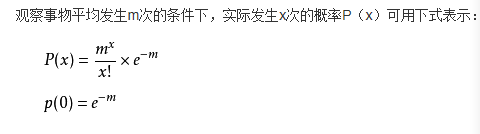 观察事物平均发生m次的条件下，实际发生x次的概率P（x）可用下式表示：
P(x) = \frac{m^x}{x!} × e^{-m}
p(0) = e^{-m}